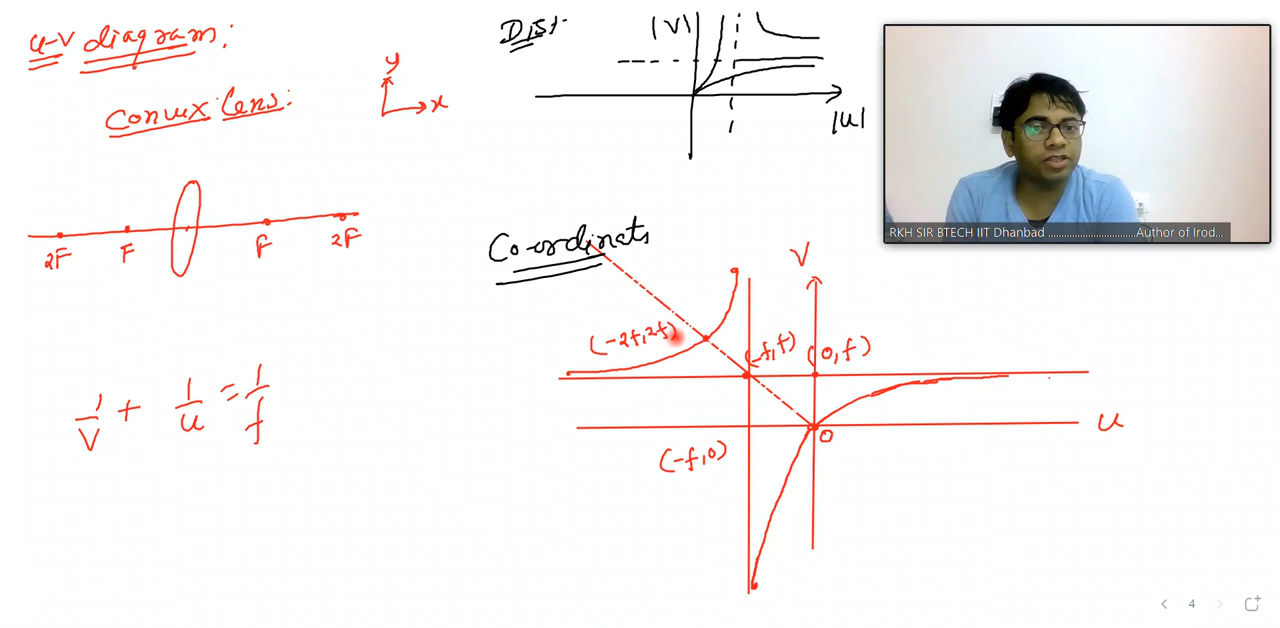 u-v diagram:
Convex lens:
y
x
2F
F
F
2F
1/v + 1/u = 1/f
Dist:
|V|
|u|
RKH SIR BTECH IIT Dhanbad ................................Author of Irod...
Co-ordinats
V
(-2f,2f)
(-f,f)
(0,f)
u
O
(-f,0)
4